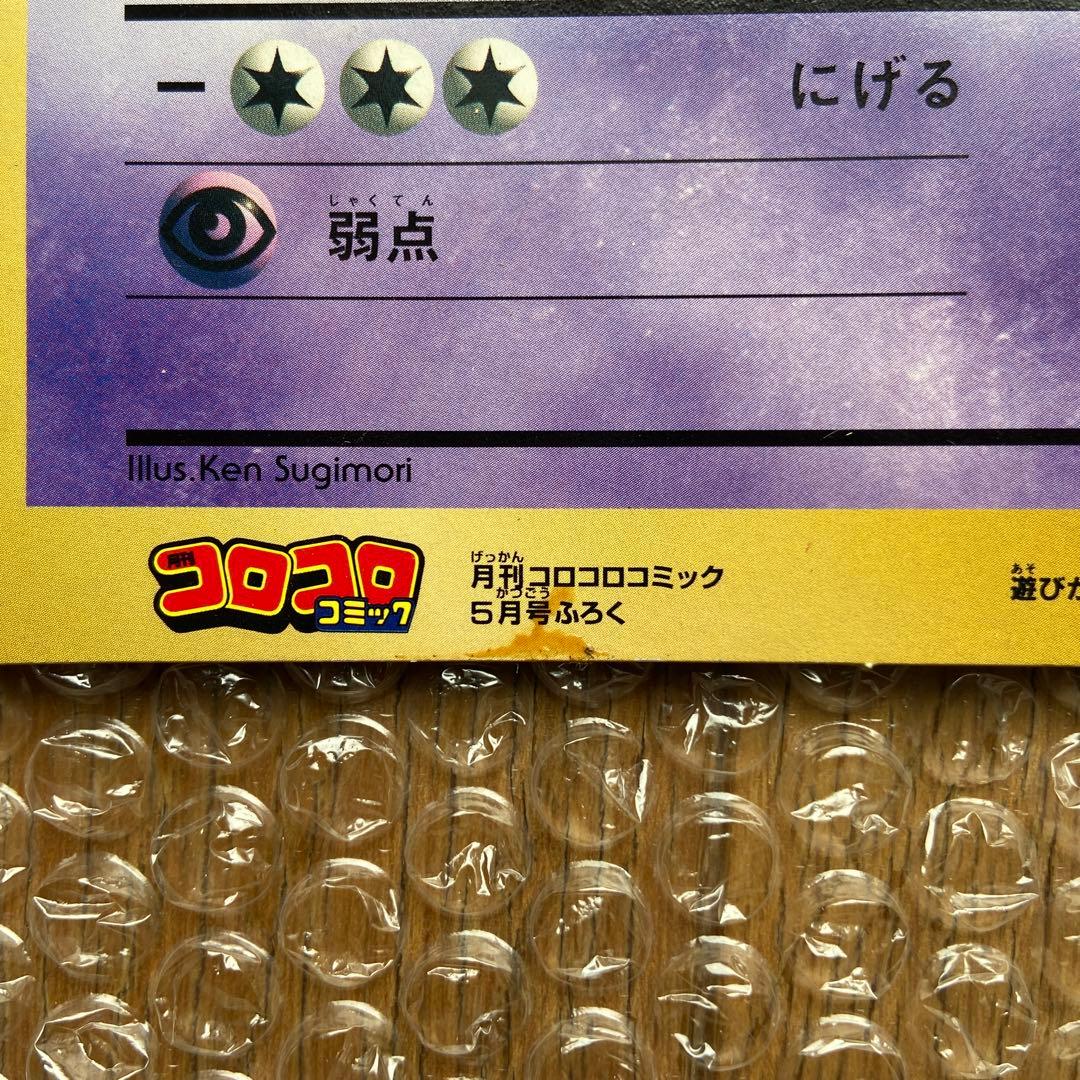 − にげる
じゃくてん
弱点
Illus.Ken Sugimori
月刊
コロコロ
コミック
げっかん
月刊コロコロコミック
がつごう
5月号ふろく
あそ
遊びか